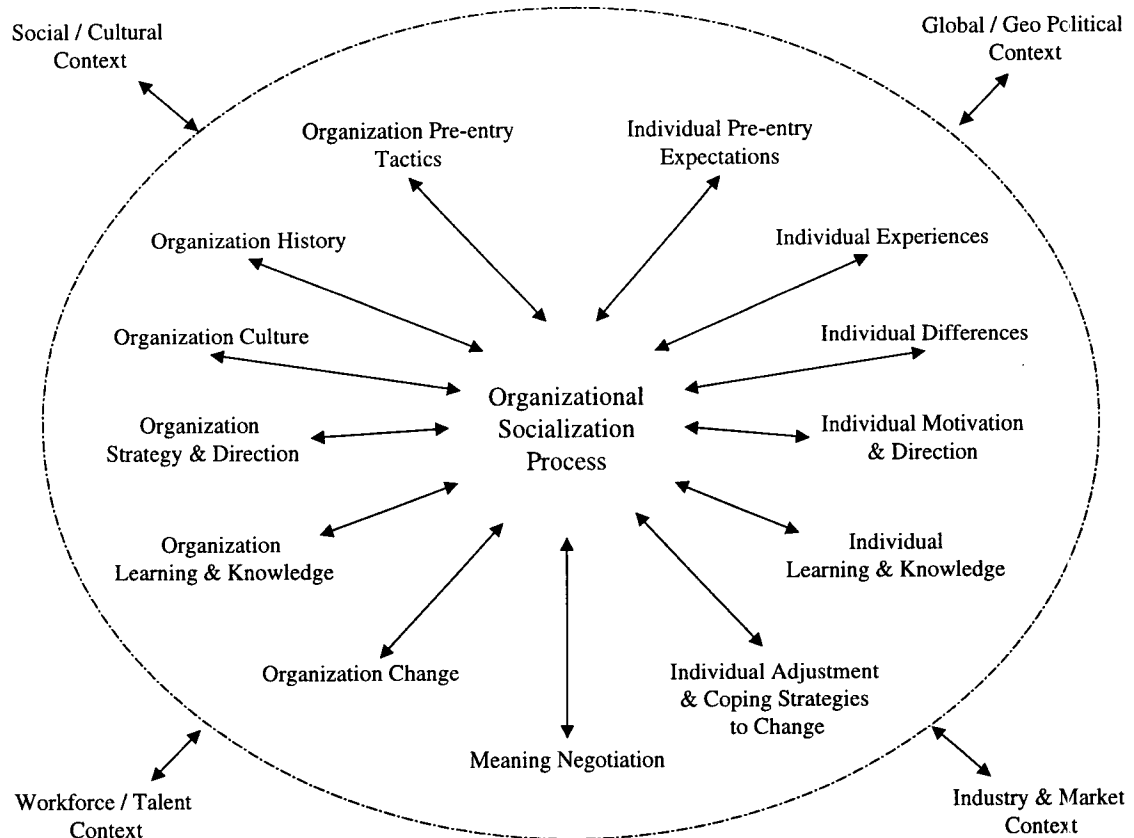 Social / Cultural
Context
Global / Geo Political
Context
Organization Pre-entry
Tactics
Individual Pre-entry
Expectations
Organization History
Individual Experiences
Organization Culture
Individual Differences
Organizational
Socialization
Process
Organization
Strategy & Direction
Individual Motivation
& Direction
Organization
Learning & Knowledge
Individual
Learning & Knowledge
Organization Change
Individual Adjustment
& Coping Strategies
to Change
Meaning Negotiation
Workforce / Talent
Context
Industry & Market
Context